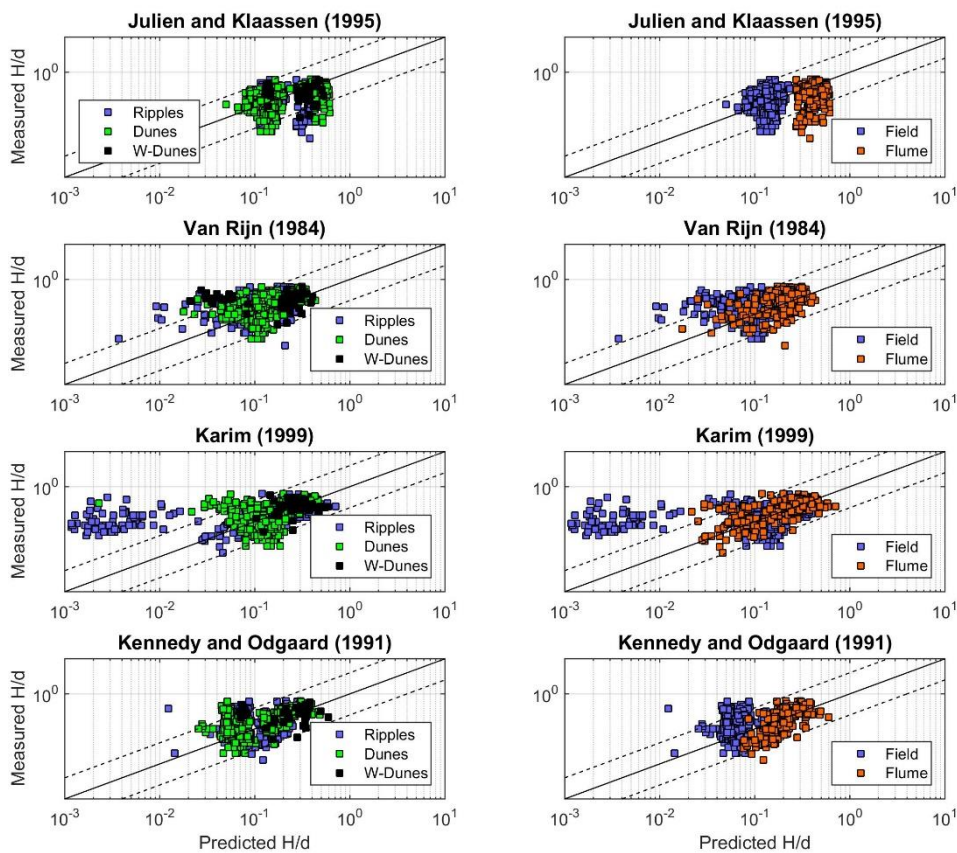 Julien and Klaassen (1995)
Measured H/d
10^0
Ripples
Dunes
W-Dunes
10^-3 10^-2 10^-1 10^0 10^1
Julien and Klaassen (1995)
Measured H/d
10^0
Field
Flume
10^-3 10^-2 10^-1 10^0 10^1
Van Rijn (1984)
Measured H/d
10^0
Ripples
Dunes
W-Dunes
10^-3 10^-2 10^-1 10^0 10^1
Van Rijn (1984)
Measured H/d
10^0
Field
Flume
10^-3 10^-2 10^-1 10^0 10^1
Karim (1999)
Measured H/d
10^0
Ripples
Dunes
W-Dunes
10^-3 10^-2 10^-1 10^0 10^1
Karim (1999)
Measured H/d
10^0
Field
Flume
10^-3 10^-2 10^-1 10^0 10^1
Kennedy and Odgaard (1991)
Measured H/d
10^0
Ripples
Dunes
W-Dunes
10^-3 10^-2 10^-1 10^0 10^1
Predicted H/d
Kennedy and Odgaard (1991)
Measured H/d
10^0
Field
Flume
10^-3 10^-2 10^-1 10^0 10^1
Predicted H/d